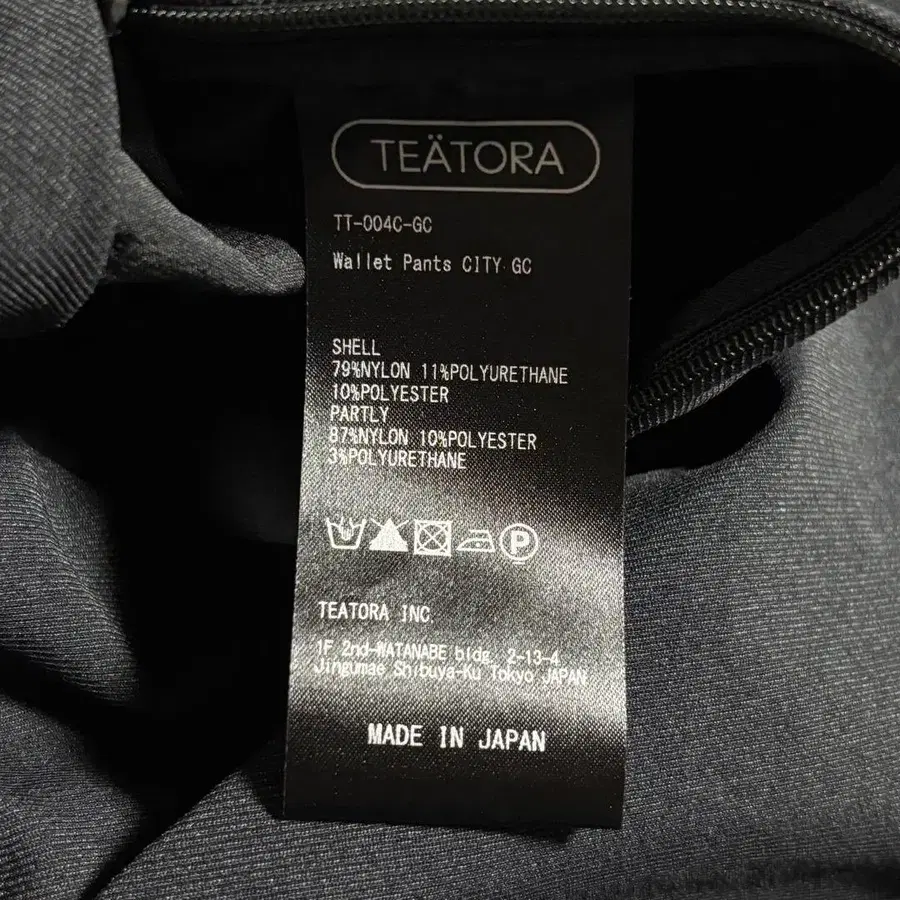 TEÄTORA
TT-004C-GC
Wallet Pants CITY GC
SHELL
79%NYLON 11%POLYURETHANE
10%POLYESTER
PARTLY
87%NYLON 10%POLYESTER
3%POLYURETHANE
P
TEATORA INC.
1F 2nd-WATANABE bldg. 2-13-4
Jingumae Shibuya-Ku Tokyo JAPAN
MADE IN JAPAN